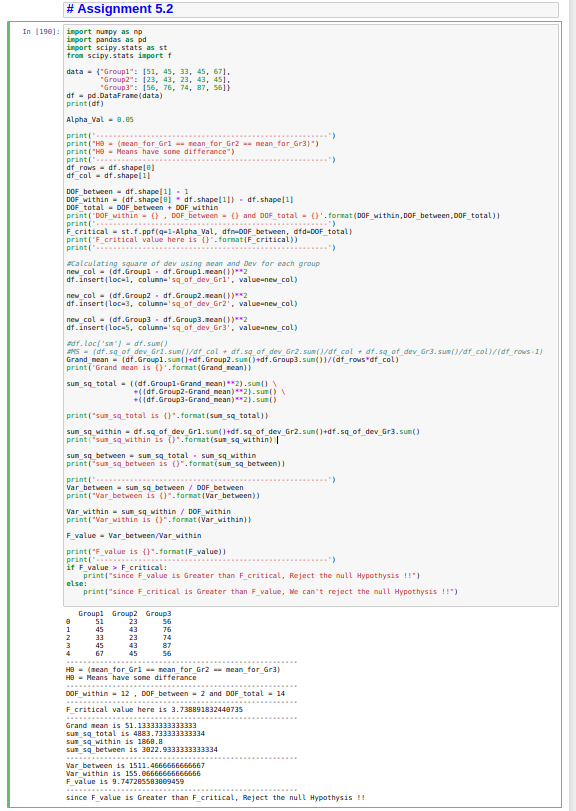 # Assignment 5.2
In [190]:
import numpy as np
import pandas as pd
import scipy.stats as st
from scipy.stats import f
data = {"Group1": [51, 45, 33, 45, 67],
"Group2": [23, 43, 23, 43, 45],
"Group3": [56, 76, 74, 87, 56]}
df = pd.DataFrame(data)
print(df)
Alpha_Val = 0.05
print('-------------------------------------------------------')
print("H0 = (mean_for_Gr1 == mean_for_Gr2 == mean_for_Gr3)")
print("H0 = Means have some differance")
print('-------------------------------------------------------')
df_rows = df.shape[0]
df_col = df.shape[1]
DOF_between = df.shape[1] - 1
DOF_within = (df.shape[0] * df.shape[1]) - df.shape[1]
DOF_total = DOF_between + DOF_within
print('DOF_within = {} , DOF_between = {} and DOF_total = {}'.format(DOF_within,DOF_between,DOF_total))
print('-------------------------------------------------------')
F_critical = st.f.ppf(q=1-Alpha_Val, dfn=DOF_between, dfd=DOF_total)
print('F_critical value here is {}'.format(F_critical))
print('-------------------------------------------------------')
#Calculating square of dev using mean and Dev for each group
new_col = (df.Group1 - df.Group1.mean())**2
df.insert(loc=1, column='sq_of_dev_Gr1', value=new_col)
new_col = (df.Group2 - df.Group2.mean())**2
df.insert(loc=3, column='sq_of_dev_Gr2', value=new_col)
new_col = (df.Group3 - df.Group3.mean())**2
df.insert(loc=5, column='sq_of_dev_Gr3', value=new_col)
#df.loc['sm'] = df.sum()
#MS = (df.sq_of_dev_Gr1.sum()/df_col + df.sq_of_dev_Gr2.sum()/df_col + df.sq_of_dev_Gr3.sum()/df_col)/(df_rows-1)
Grand_mean = (df.Group1.sum()+df.Group2.sum()+df.Group3.sum())/(df_rows*df_col)
print('Grand mean is {}'.format(Grand_mean))
sum_sq_total = ((df.Group1-Grand_mean)**2).sum() \
+((df.Group2-Grand_mean)**2).sum() \
+((df.Group3-Grand_mean)**2).sum()
print("sum_sq_total is {}".format(sum_sq_total))
sum_sq_within = df.sq_of_dev_Gr1.sum()+df.sq_of_dev_Gr2.sum()+df.sq_of_dev_Gr3.sum()
print("sum_sq_within is {}".format(sum_sq_within))
sum_sq_between = sum_sq_total - sum_sq_within
print("sum_sq_between is {}".format(sum_sq_between))
print('-------------------------------------------------------')
Var_between = sum_sq_between / DOF_between
print("Var_between is {}".format(Var_between))
Var_within = sum_sq_within / DOF_within
print("Var_within is {}".format(Var_within))
F_value = Var_between/Var_within
print("F_value is {}".format(F_value))
print('-------------------------------------------------------')
if F_value > F_critical:
print("since F_value is Greater than F_critical, Reject the null Hypothysis !!")
else:
print("since F_critical is Greater than F_value, We can't reject the null Hypothysis !!")
Group1 Group2 Group3
0 51 23 56
1 45 43 76
2 33 23 74
3 45 43 87
4 67 45 56
-------------------------------------------------------
H0 = (mean_for_Gr1 == mean_for_Gr2 == mean_for_Gr3)
H0 = Means have some differance
-------------------------------------------------------
DOF_within = 12 , DOF_between = 2 and DOF_total = 14
-------------------------------------------------------
F_critical value here is 3.738891832440735
-------------------------------------------------------
Grand mean is 51.13333333333333
sum_sq_total is 4883.733333333334
sum_sq_within is 1860.8
sum_sq_between is 3022.9333333333334
-------------------------------------------------------
Var_between is 1511.4666666666667
Var_within is 155.06666666666666
F_value is 9.747205503009459
-------------------------------------------------------
since F_value is Greater than F_critical, Reject the null Hypothysis !!